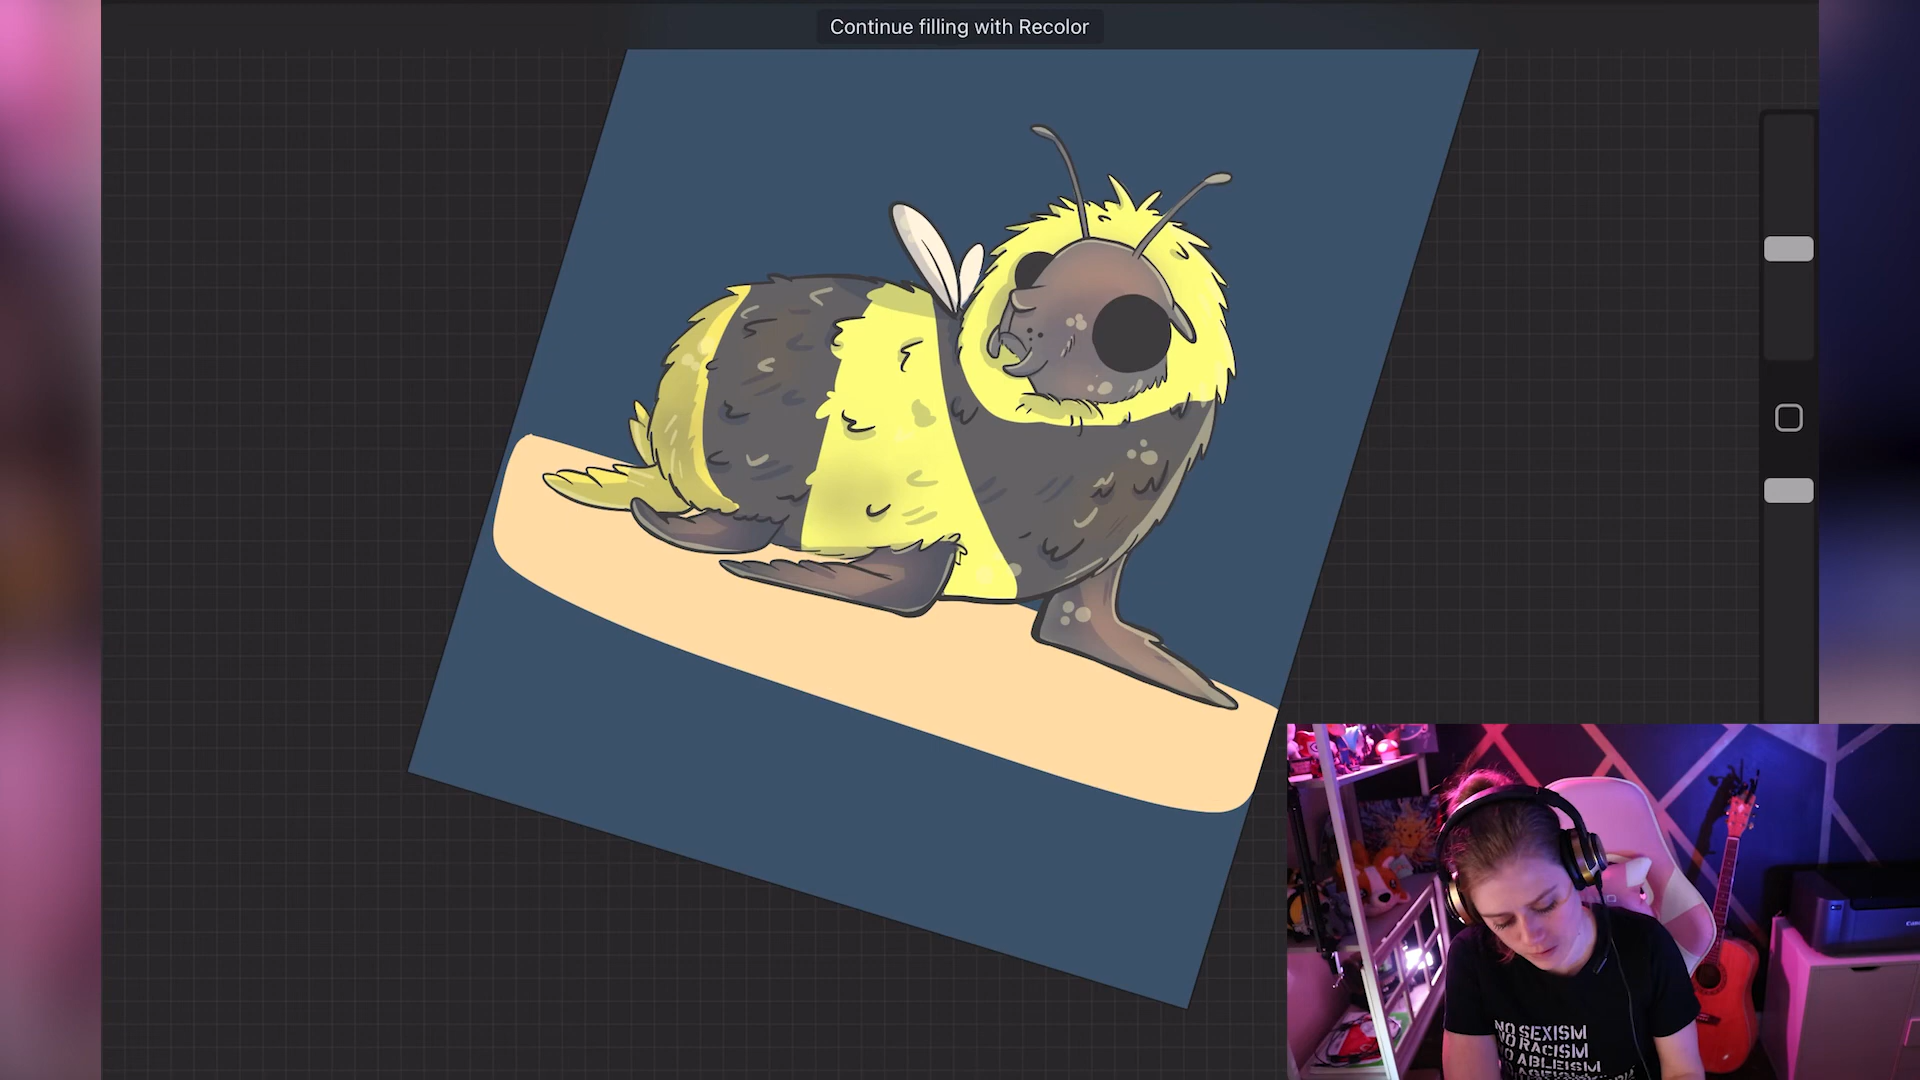 Continue filling with Recolor
NO SEXISM
NO RACISM
NO ABLEISM